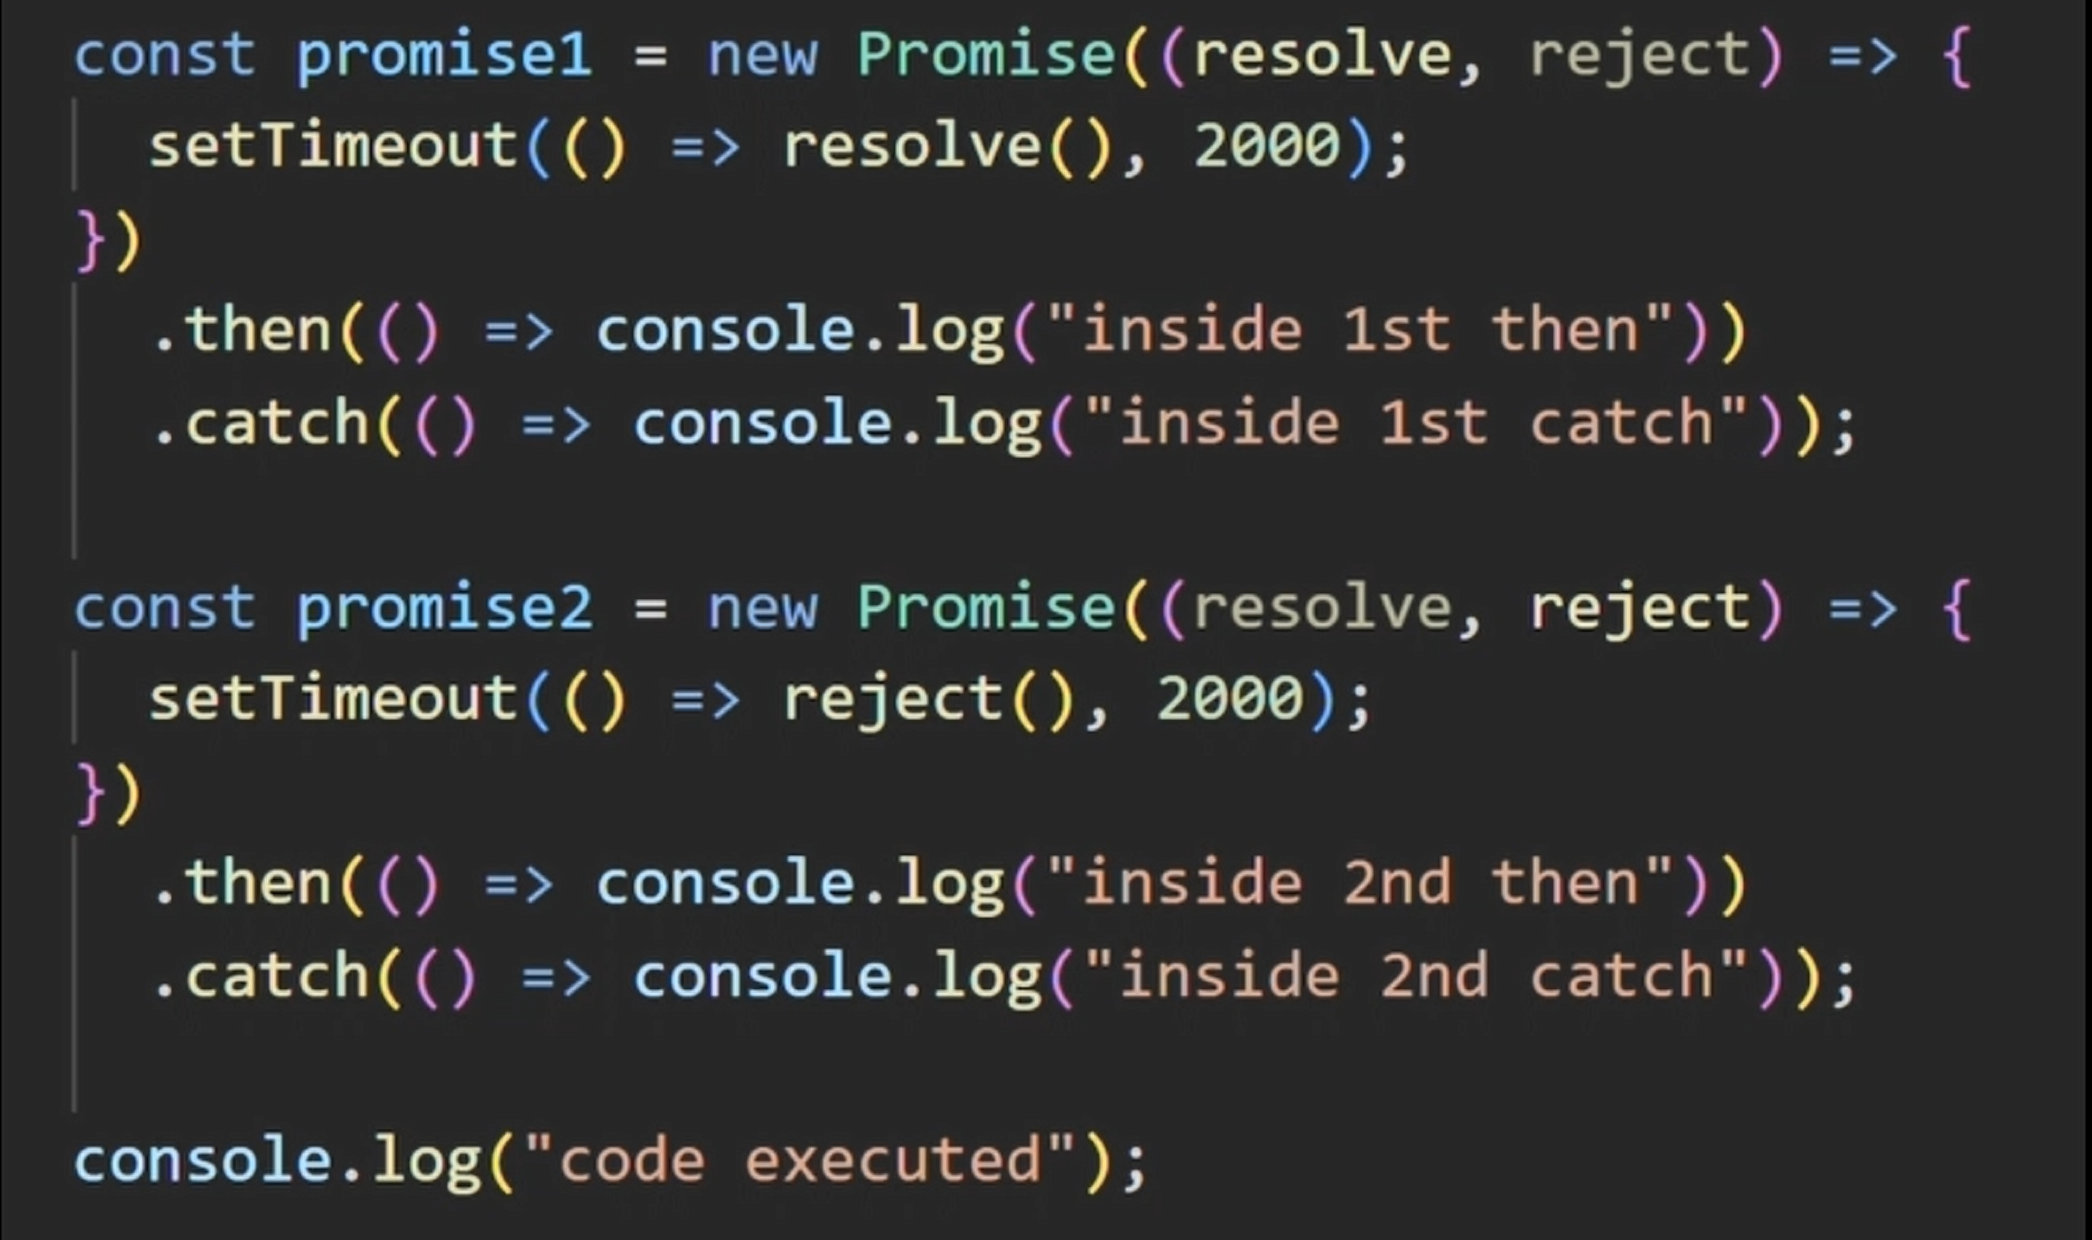 const promise1 = new Promise((resolve, reject) => {
  setTimeout(() => resolve(), 2000);
})
  .then(() => console.log("inside 1st then"))
  .catch(() => console.log("inside 1st catch"));

const promise2 = new Promise((resolve, reject) => {
  setTimeout(() => reject(), 2000);
})
  .then(() => console.log("inside 2nd then"))
  .catch(() => console.log("inside 2nd catch"));

console.log("code executed");